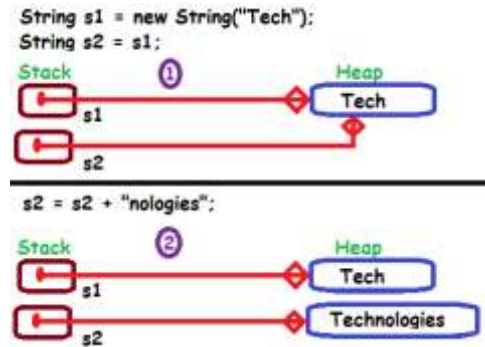 String s1 = new String("Tech");
String s2 = s1;
Stack 1 Heap
Tech
s1
s2
s2 = s2 + "nologies";
Stack 2 Heap
Tech
s1
Technologies
s2